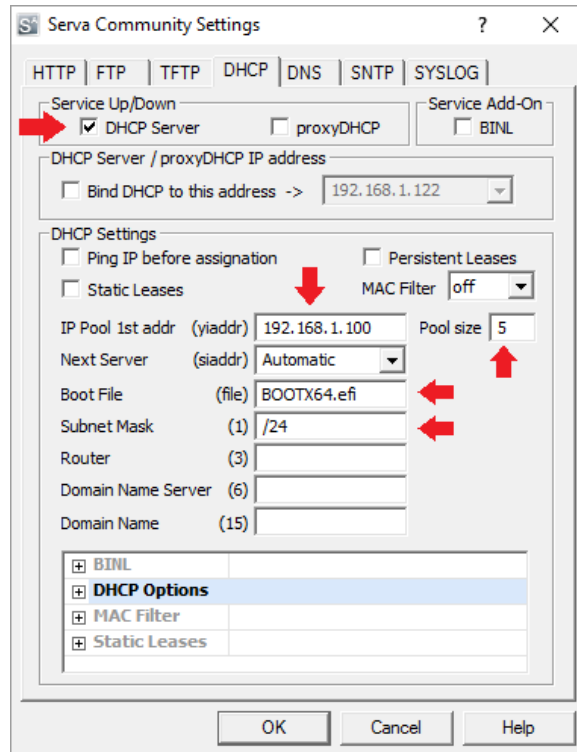 Serva Community Settings ? ×
HTTP FTP TFTP DHCP DNS SNTP SYSLOG
Service Up/Down Service Add-On
DHCP Server proxyDHCP BINL
DHCP Server / proxyDHCP IP address
Bind DHCP to this address -> 192.168.1.122
DHCP Settings
Ping IP before assignation Persistent Leases
Static Leases MAC Filter off
IP Pool 1st addr (yiaddr) 192.168.1.100 Pool size 5
Next Server (siaddr) Automatic
Boot File (file) BOOTX64.efi
Subnet Mask (1) /24
Router (3)
Domain Name Server (6)
Domain Name (15)
BINL
DHCP Options
MAC Filter
Static Leases
OK Cancel Help